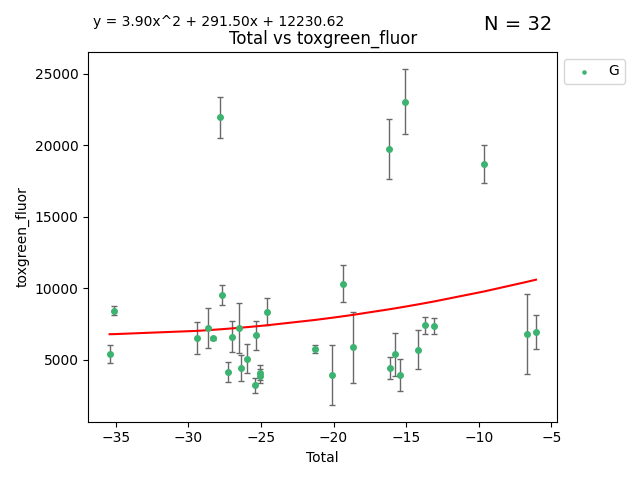 y = 3.90x^2 + 291.50x + 12230.62
N = 32
Total vs toxgreen_fluor
G
25000
20000
15000
10000
5000
toxgreen_fluor
−35 −30 −25 −20 −15 −10 −5
Total